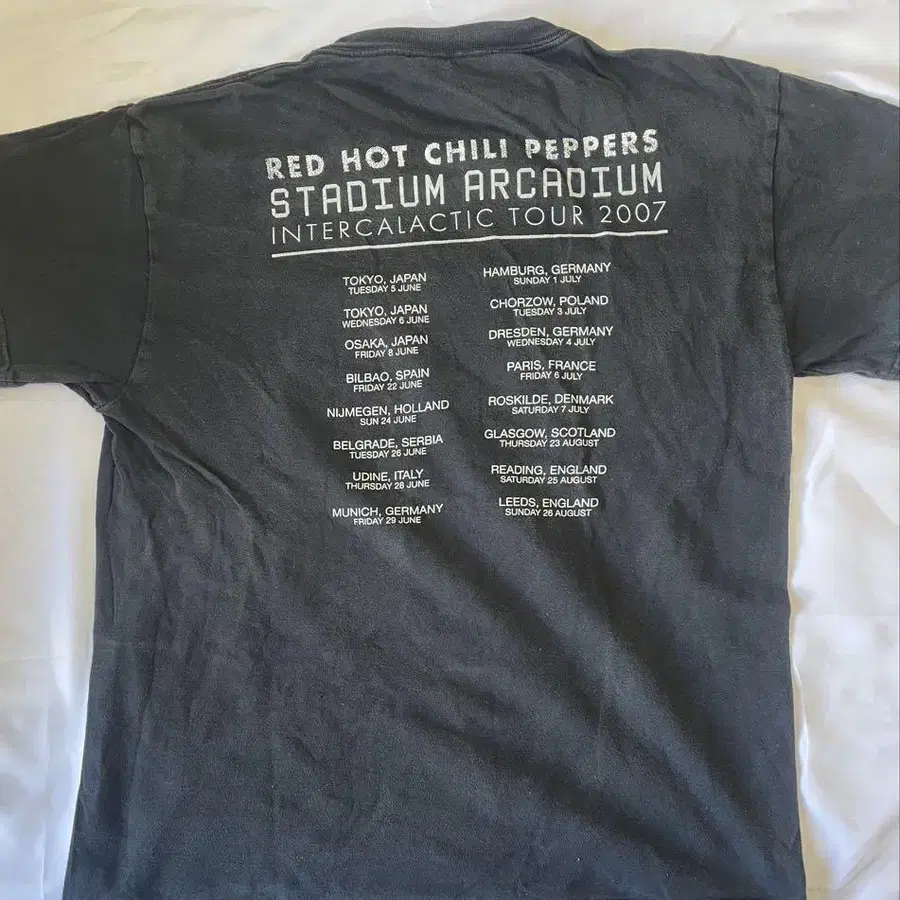 RED HOT CHILI PEPPERS
STADIUM ARCADIUM
INTERCALACTIC TOUR 2007
TOKYO, JAPAN
TUESDAY 5 JUNE
TOKYO, JAPAN
WEDNESDAY 6 JUNE
OSAKA, JAPAN
FRIDAY 8 JUNE
BILBAO, SPAIN
FRIDAY 22 JUNE
NIJMEGEN, HOLLAND
SUN 24 JUNE
BELGRADE, SERBIA
TUESDAY 26 JUNE
UDINE, ITALY
THURSDAY 28 JUNE
MUNICH, GERMANY
FRIDAY 29 JUNE
HAMBURG, GERMANY
SUNDAY 1 JULY
CHORZOW, POLAND
TUESDAY 3 JULY
DRESDEN, GERMANY
WEDNESDAY 4 JULY
PARIS, FRANCE
FRIDAY 6 JULY
ROSKILDE, DENMARK
SATURDAY 7 JULY
GLASGOW, SCOTLAND
THURSDAY 23 AUGUST
READING, ENGLAND
SATURDAY 25 AUGUST
LEEDS, ENGLAND
SUNDAY 26 AUGUST